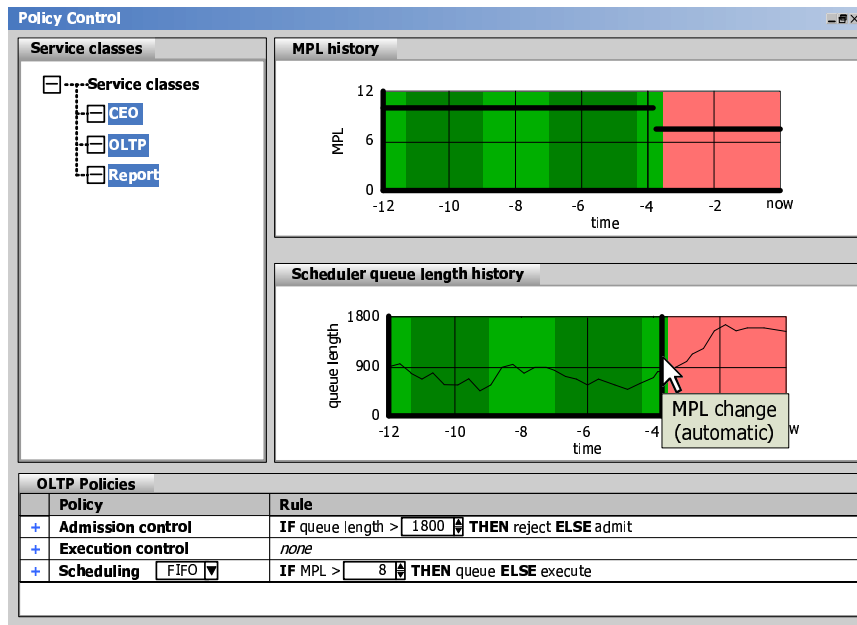 Policy Control
Service classes
Service classes
CEO
OLTP
Report
MPL history
12
6
0
MPL
-12 -10 -8 -6 -4 -2 now
time
Scheduler queue length history
1800
900
0
queue length
-12 -10 -8 -6 -4 w
time
MPL change
(automatic)
OLTP Policies
Policy Rule
+ Admission control IF queue length > 1800 THEN reject ELSE admit
+ Execution control none
+ Scheduling FIFO IF MPL > 8 THEN queue ELSE execute